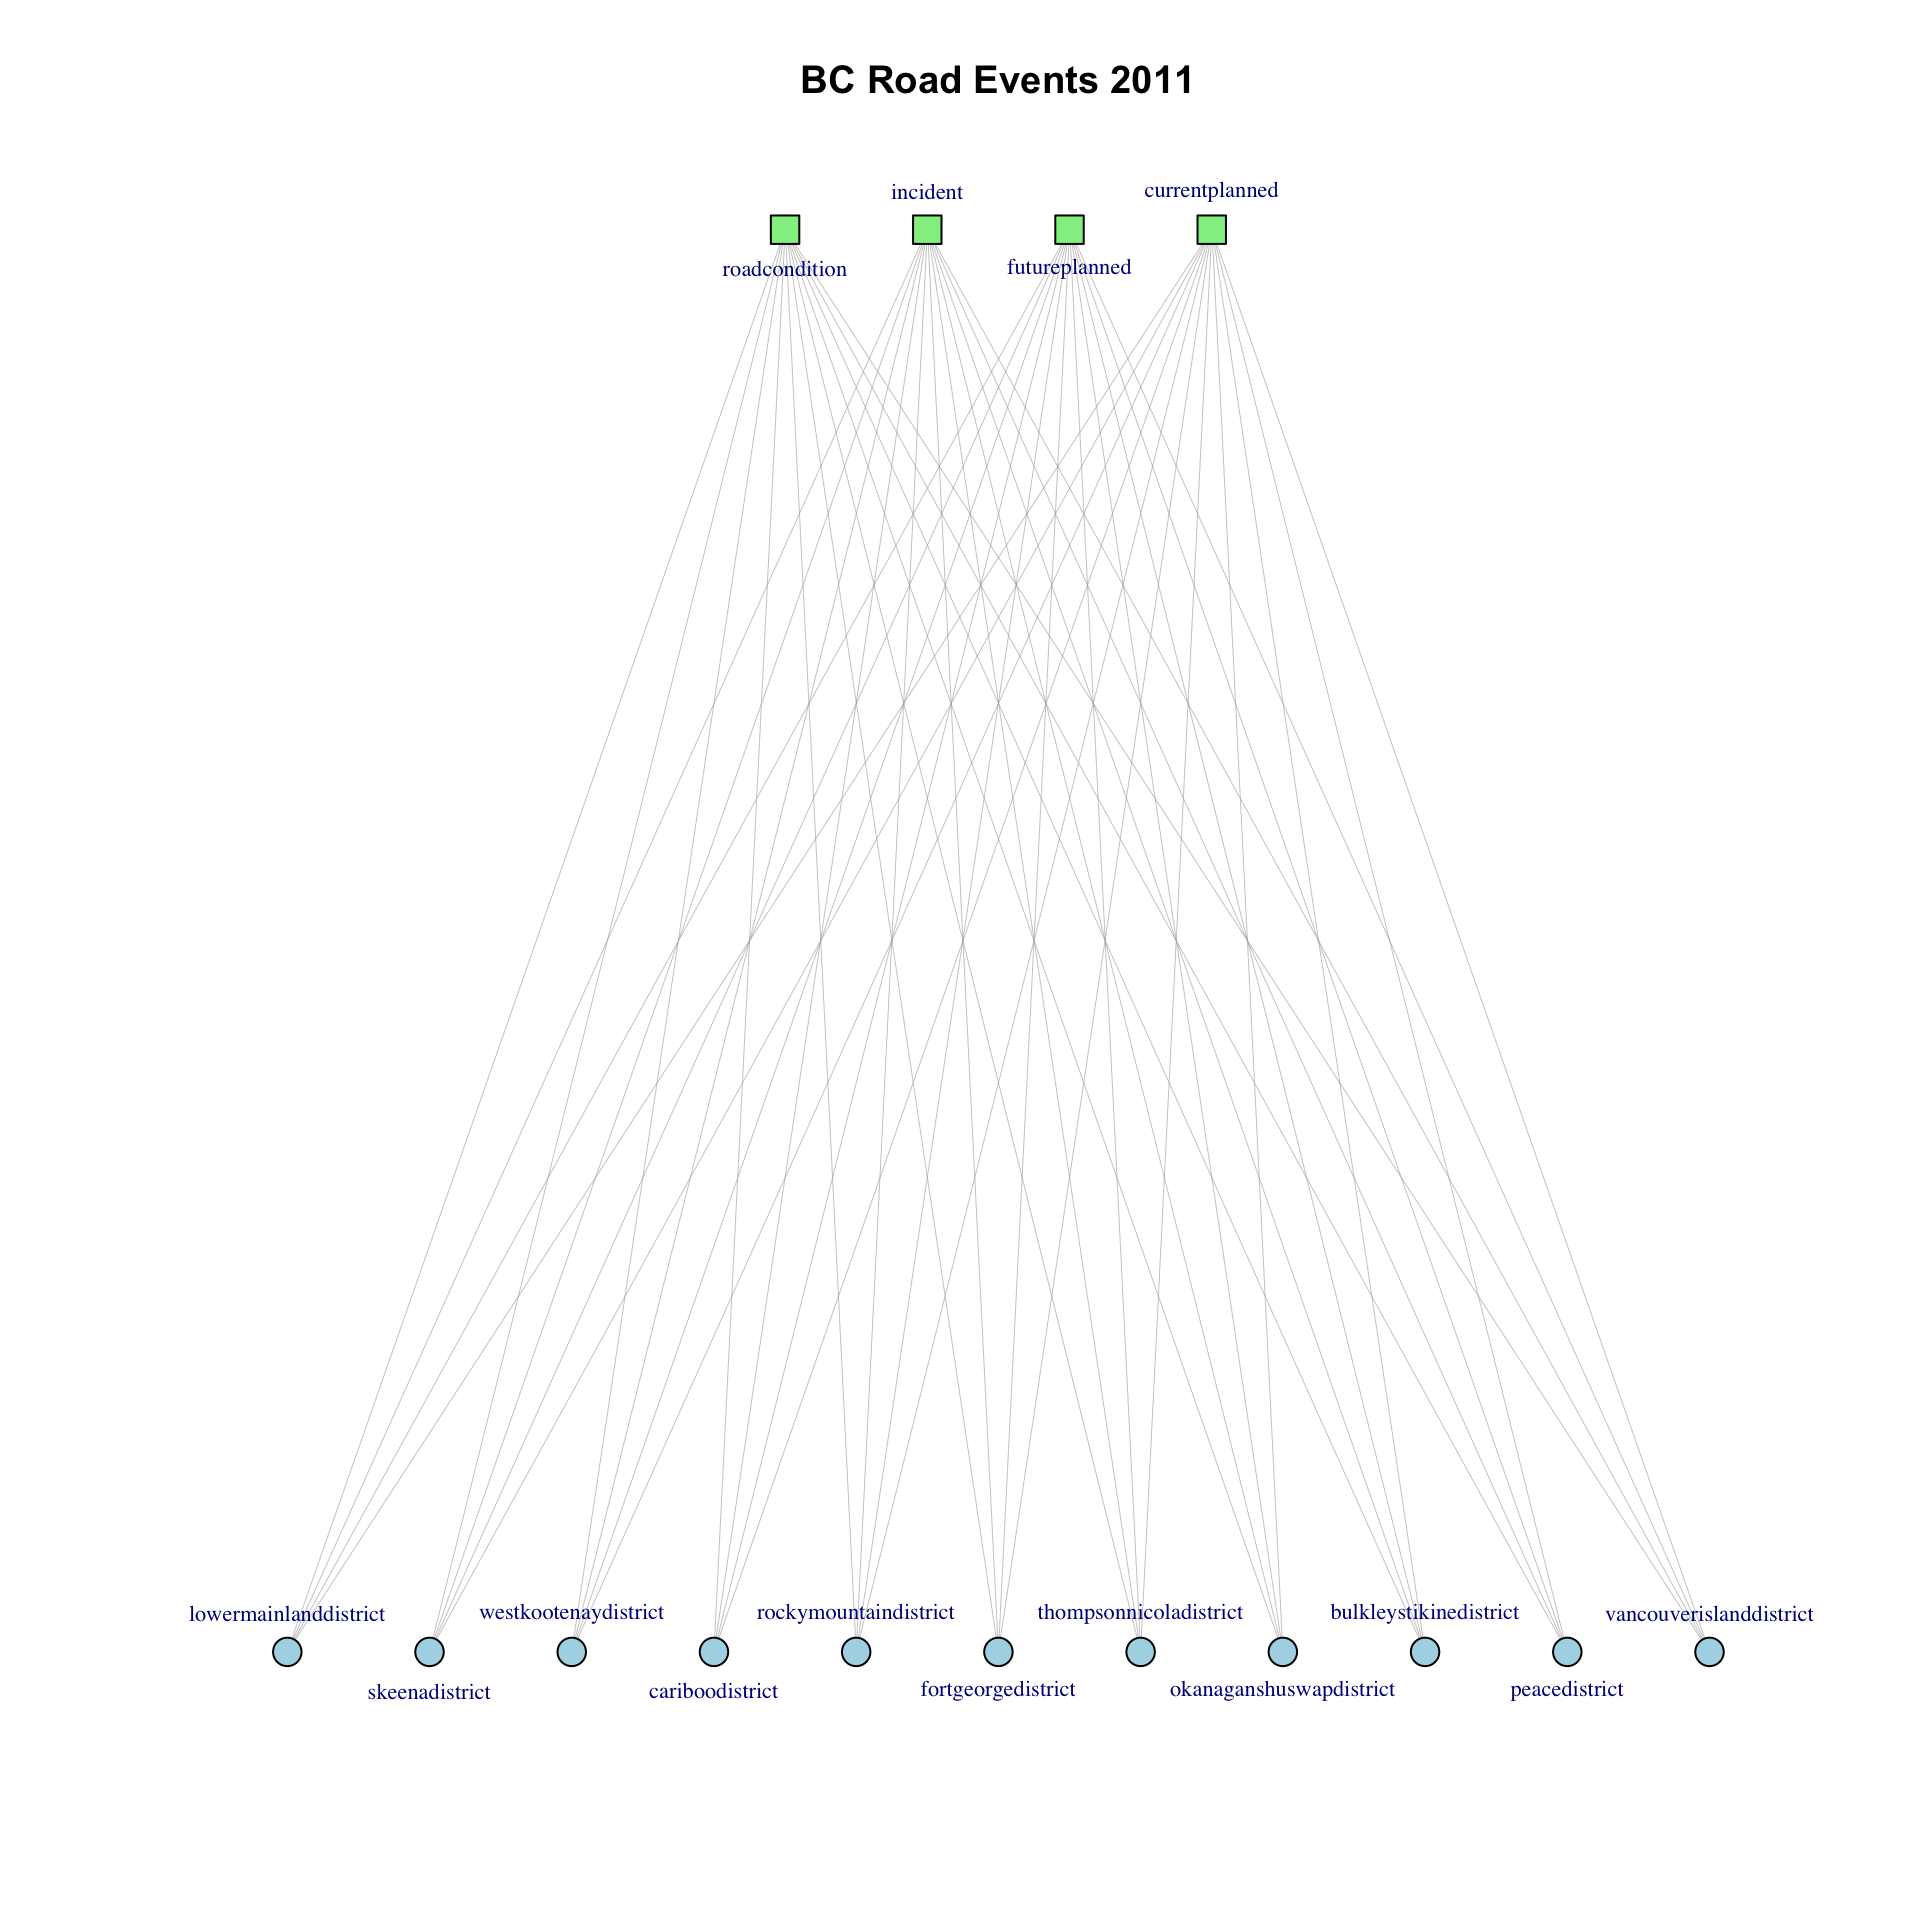 BC Road Events 2011
incident
currentplanned
roadcondition
futureplanned
lowermainlanddistrict
westkootenaydistrict
rockymountaindistrict
thompsonnicoladistrict
bulkleystikinedistrict
vancouverislanddistrict
skeenadistrict
cariboodistrict
fortgeorgedistrict
okanaganshuswapdistrict
peacedistrict